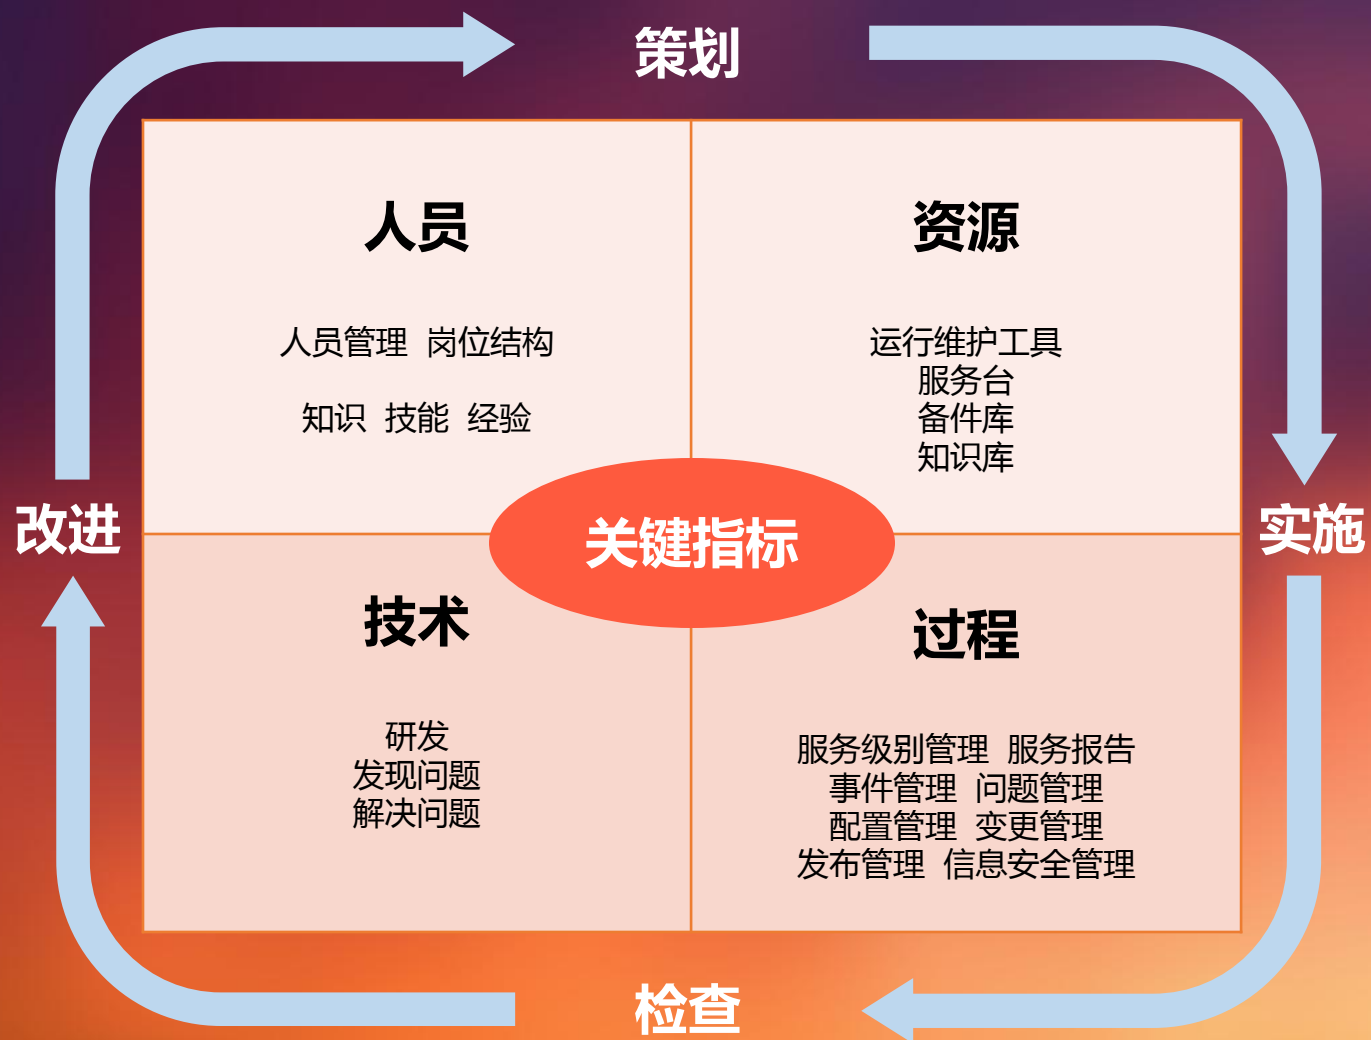 策划
人员
人员管理 岗位结构
知识 技能 经验
资源
运行维护工具
服务台
备件库
知识库
改进
关键指标
实施
技术
研发
发现问题
解决问题
过程
服务级别管理 服务报告
事件管理 问题管理
配置管理 变更管理
发布管理 信息安全管理
检查